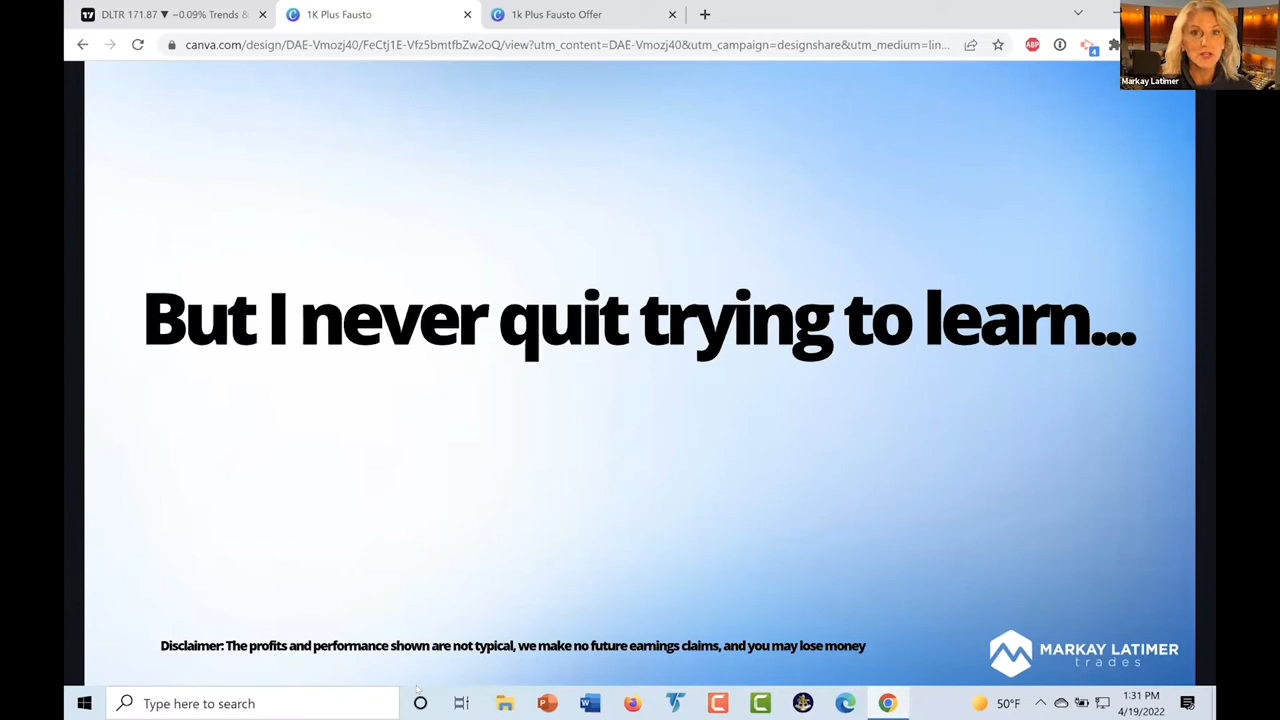 DLTR 171.87 ▼ −0.09% Trends &
1K Plus Fausto
1k Plus Fausto Offer
canva.com/design/DAE-Vmozj40/FeCtj1E-Vfz5bmtfbZw2oQ/view?utm_content=DAE-Vmozj40&utm_campaign=designshare&utm_medium=lin...
ABP
4
Markay Latimer
But I never quit trying to learn...
Disclaimer: The profits and performance shown are not typical, we make no future earnings claims, and you may lose money
MARKAY LATIMER
trades
Type here to search
50°F
1:31 PM
4/19/2022